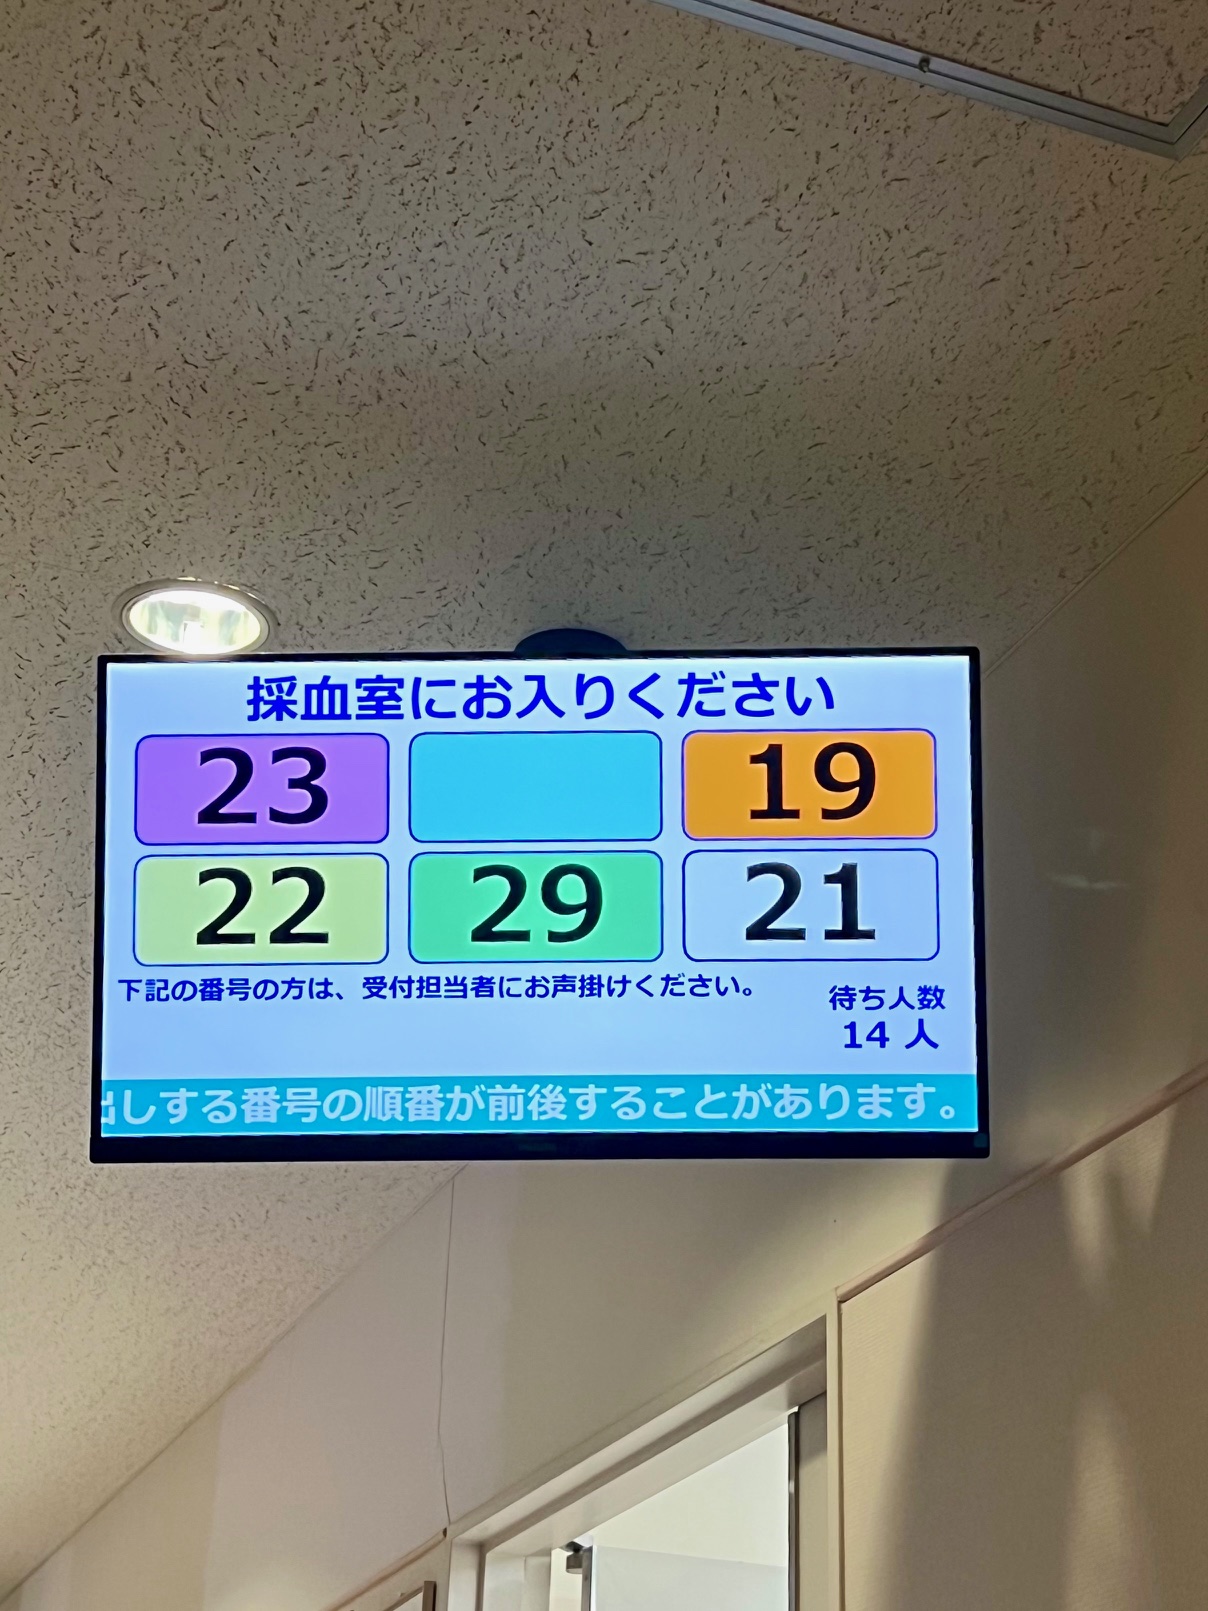 採血室にお入りください
23
19
22
29
21
下記の番号の方は、受付担当者にお声掛けください。
待ち人数
14 人
出しする番号の順番が前後することがあります。